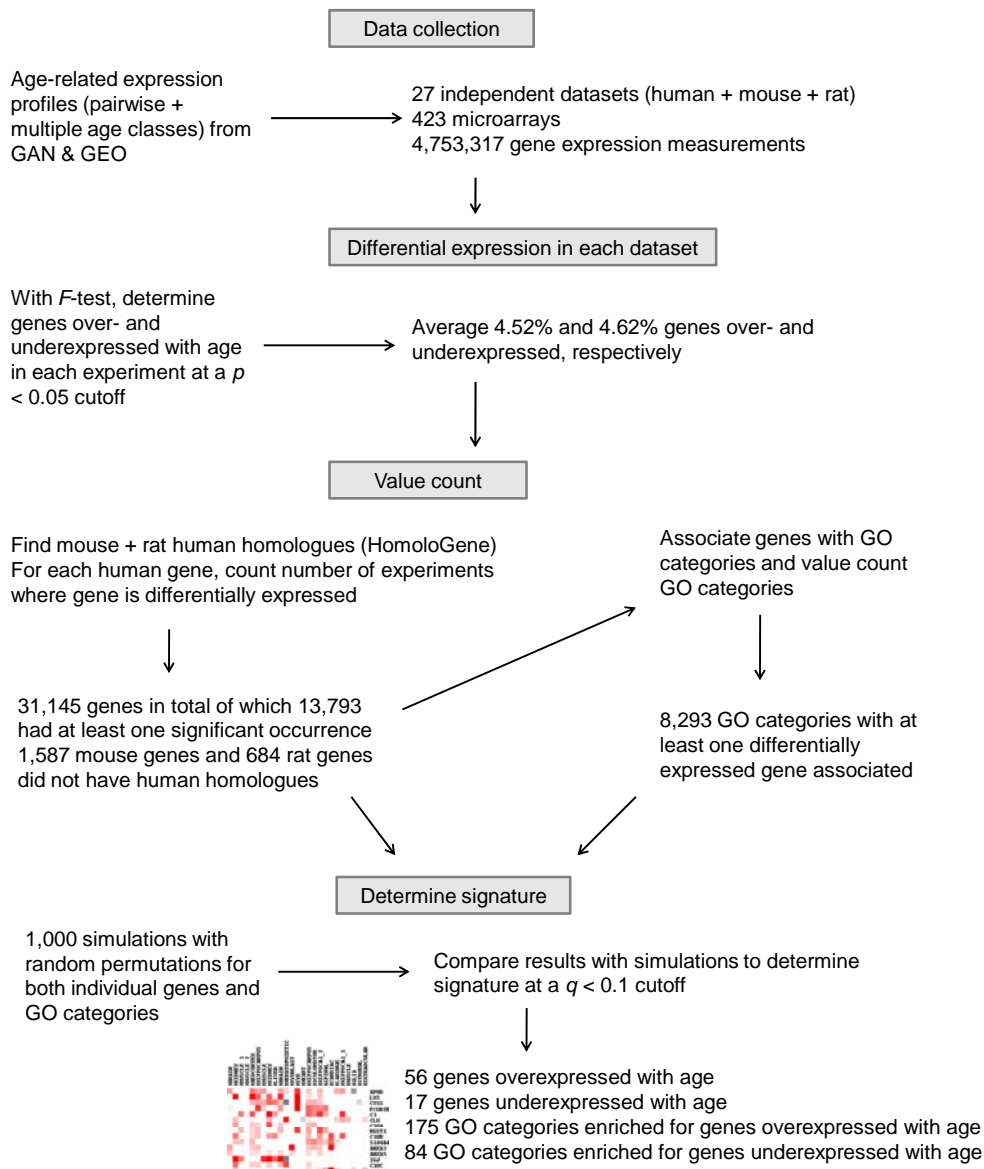 Data collection
Age-related expression
profiles (pairwise +
multiple age classes) from
GAN & GEO
27 independent datasets (human + mouse + rat)
423 microarrays
4,753,317 gene expression measurements
Differential expression in each dataset
With F-test, determine
genes over- and
underexpressed with age
in each experiment at a p
< 0.05 cutoff
Average 4.52% and 4.62% genes over- and
underexpressed, respectively
Value count
Find mouse + rat human homologues (HomoloGene)
For each human gene, count number of experiments
where gene is differentially expressed
Associate genes with GO
categories and value count
GO categories
31,145 genes in total of which 13,793
had at least one significant occurrence
1,587 mouse genes and 684 rat genes
did not have human homologues
8,293 GO categories with at
least one differentially
expressed gene associated
Determine signature
1,000 simulations with
random permutations for
both individual genes and
GO categories
Compare results with simulations to determine
signature at a q < 0.1 cutoff
56 genes overexpressed with age
17 genes underexpressed with age
175 GO categories enriched for genes overexpressed with age
84 GO categories enriched for genes underexpressed with age